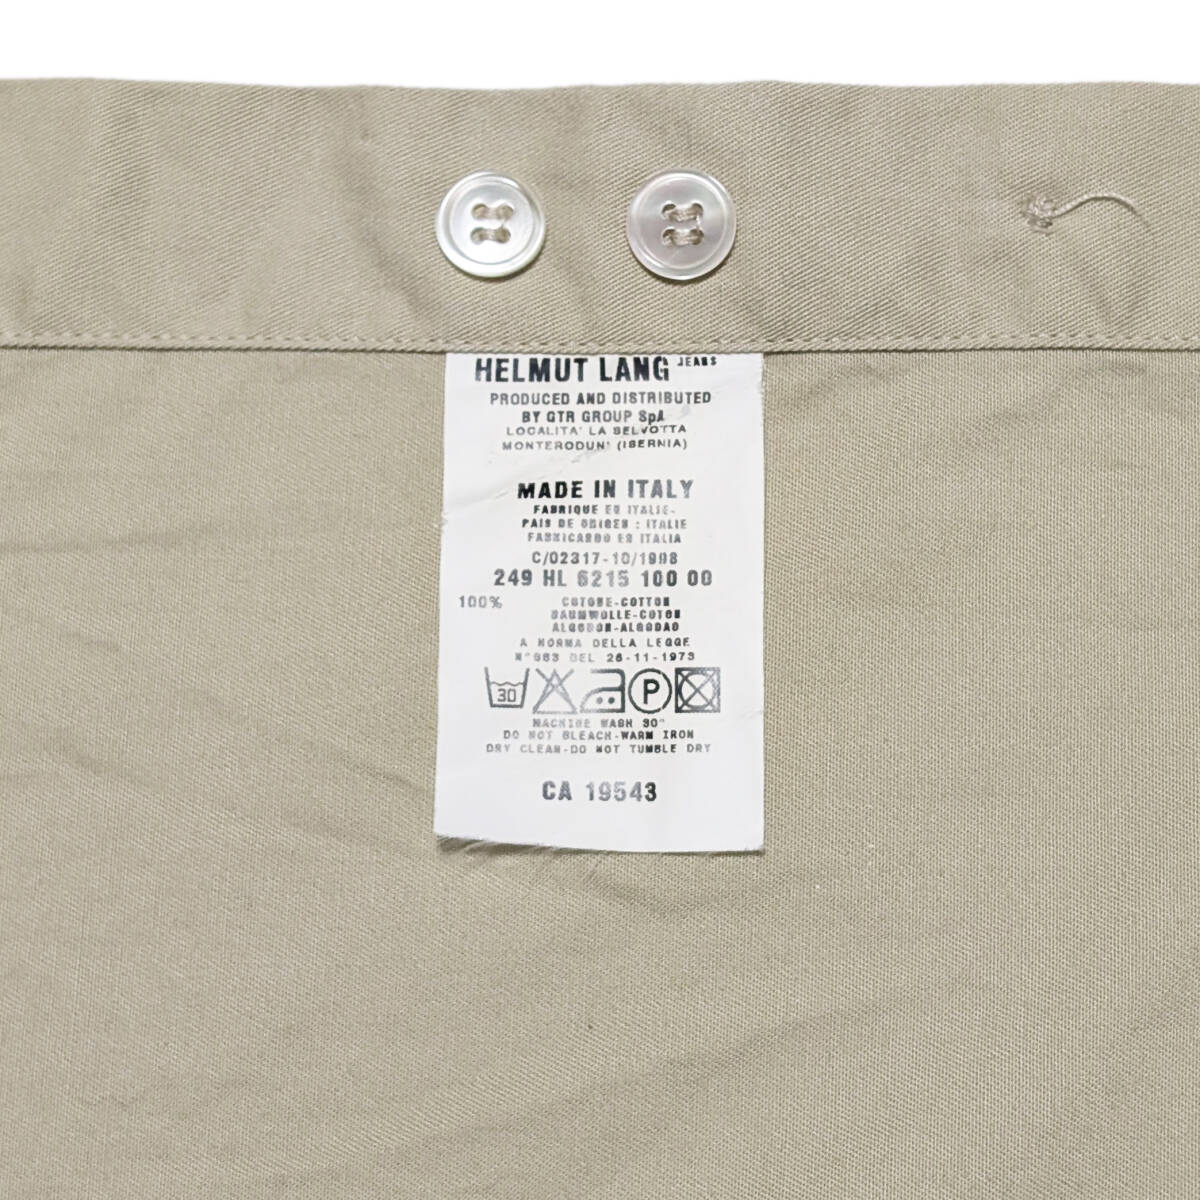 HELMUT LANG JEANS
PRODUCED AND DISTRIBUTED
BY GTR GROUP SpA
LOCALITA' LA SELVOTTA
MONTERODUNI (ISERNIA)
MADE IN ITALY
FABRIQUE EN ITALIE-
PAIS DE ORIGEN : ITALIE
FABRICADO EN ITALIA
C/02317-10/1998
249 HL 6215 100 00
100% COTONE-COTTON
BAUMWOLLE-COTON
ALGODON-ALGODAO
A NORMA DELLA LEGGE
N°883 DEL 26-11-1973
30 P
MACHINE WASH 30°
DO NOT BLEACH-WARM IRON
DRY CLEAN-DO NOT TUMBLE DRY
CA 19543